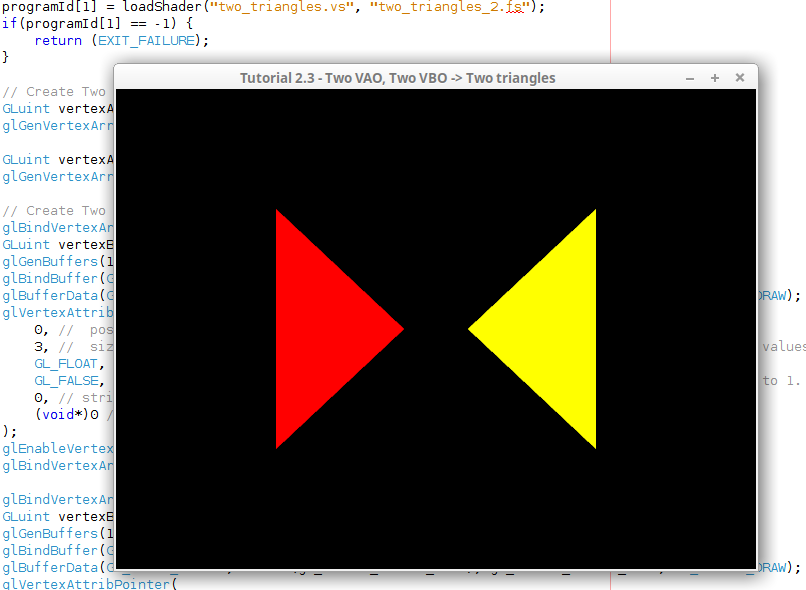 programId[1] = loadShader("two_triangles.vs", "two_triangles_2.fs");
if(programId[1] == -1) {
return (EXIT_FAILURE);
}
Tutorial 2.3 - Two VAO, Two VBO -> Two triangles
// Create Two
GLuint vertexA
glGenVertexArr
GLuint vertexA
glGenVertexArr
// Create Two
glBindVertexAr
GLuint vertexB
glGenBuffers(1
glBindBuffer(G
glBufferData(G DRAW);
glVertexAttrib
0, // pos
3, // siz values
GL_FLOAT,
GL_FALSE, to 1.
0, // stri
(void*)0 /
);
glEnableVertex
glBindVertexAr
glBindVertexAr
GLuint vertexB
glGenBuffers(1
glBindBuffer(G
glBufferData(G DRAW);
glVertexAttribPointer(